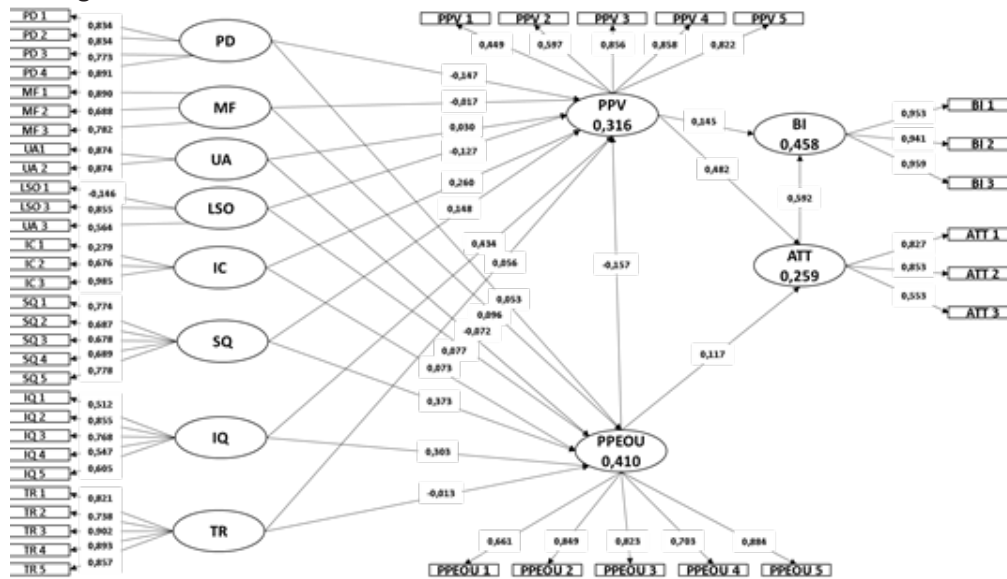 PD 1
PD 2
PD 3
PD 4
MF 1
MF 2
MF 3
UA1
UA 2
LSO 1
LSO 3
UA 3
IC 1
IC 2
IC 3
SQ 1
SQ 2
SQ 3
SQ 4
SQ 5
IQ 1
IQ 2
IQ 3
IQ 4
IQ 5
TR 1
TR 2
TR 3
TR 4
TR 5
0,834
0,834
0,773
0,891
0,890
0,688
0,782
0,874
0,874
-0,146
0,855
0,564
0,279
0,676
0,985
0,774
0,687
0,678
0,689
0,778
0,512
0,855
0,768
0,547
0,605
0,821
0,738
0,902
0,893
0,857
PD
MF
UA
LSO
IC
SQ
IQ
TR
PPV 1
PPV 2
PPV 3
PPV 4
PPV 5
0,449
0,597
0,856
0,858
0,822
-0,147
-0,017
0,030
-0,127
0,260
0,148
0,434
0,056
0,053
0,096
-0,072
0,077
0,073
0,373
0,303
-0,013
PPV
0,316
-0,157
PPEOU
0,410
0,145
0,482
0,592
0,117
BI
0,458
ATT
0,259
0,953
0,941
0,959
BI 1
BI 2
BI 3
0,827
0,853
0,553
ATT 1
ATT 2
ATT 3
0,661
0,849
0,823
0,703
0,884
PPEOU 1
PPEOU 2
PPEOU 3
PPEOU 4
PPEOU 5